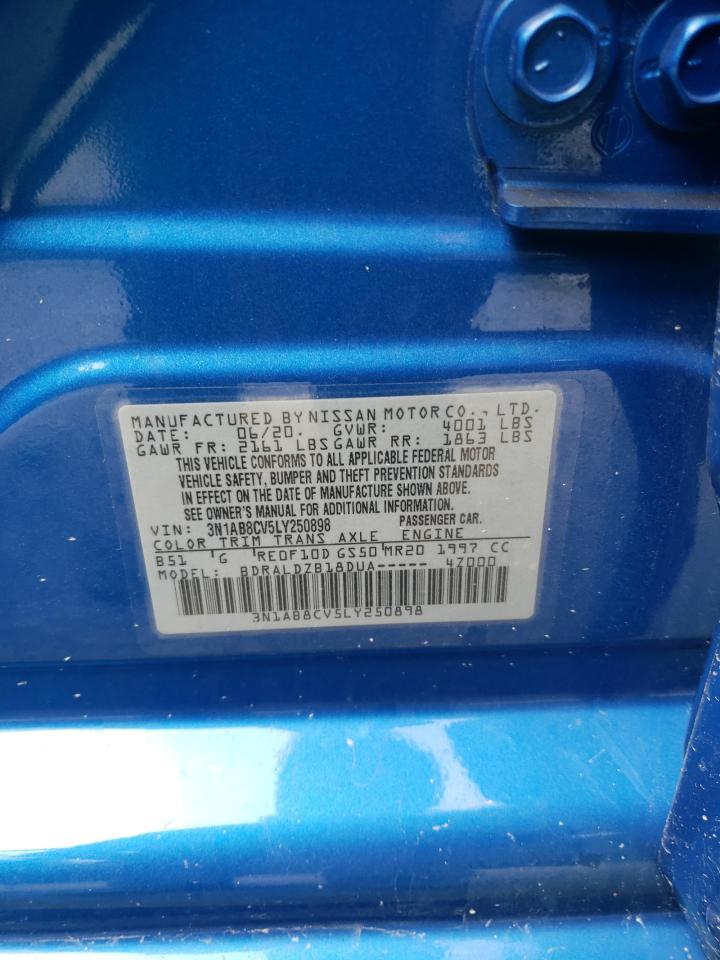 MANUFACTURED BY NISSAN MOTOR CO., LTD.
DATE: 06/20. GVWR: 4001 LBS
GAWR FR: 2161 LBS GAWR RR: 1863 LBS
THIS VEHICLE CONFORMS TO ALL APPLICABLE FEDERAL MOTOR
VEHICLE SAFETY, BUMPER AND THEFT PREVENTION STANDARDS
IN EFFECT ON THE DATE OF MANUFACTURE SHOWN ABOVE.
SEE OWNER'S MANUAL FOR ADDITIONAL INFORMATION.
VIN: 3N1AB8CV5LY250898 PASSENGER CAR.
COLOR TRIM TRANS AXLE ENGINE
B51 G RE0F10D GS50 MR20 1997 CC
MODEL: BDRALDZB18DUA----- 4Z000
3N1AB8CV5LY250898